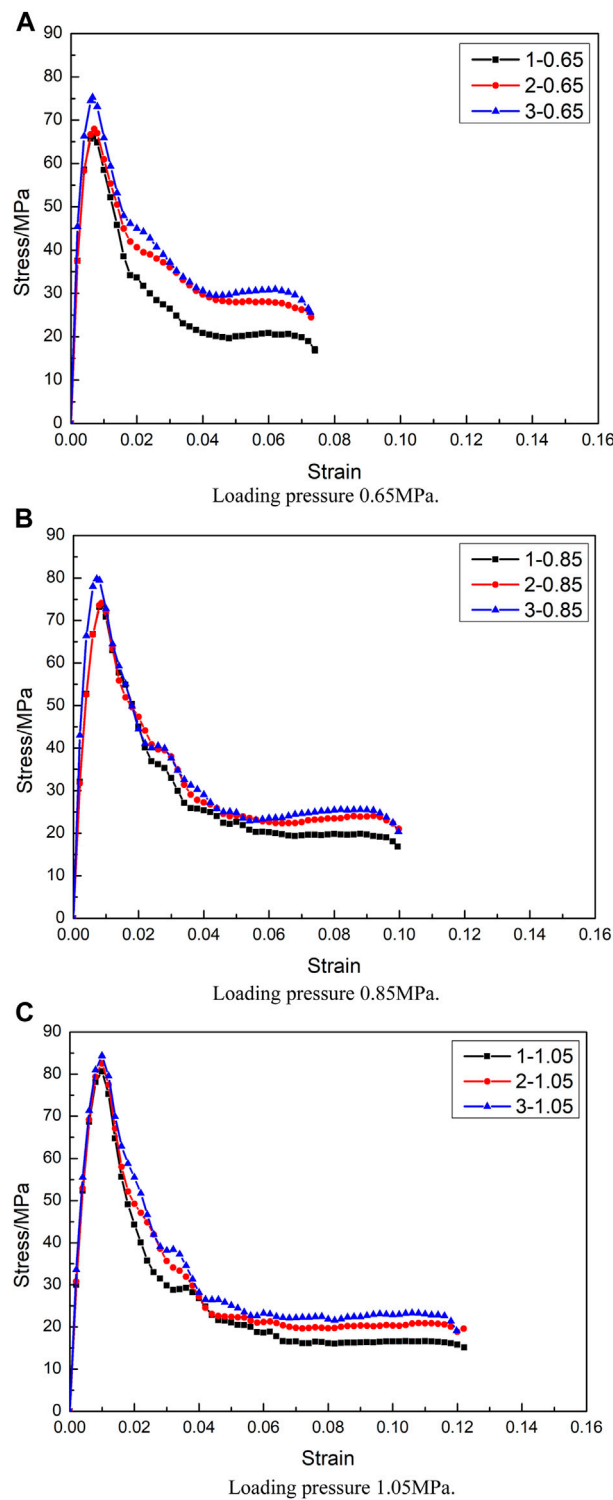 A
90
80
70
60
50
40
30
20
10
0
Stress/MPa
1-0.65
2-0.65
3-0.65
0.00 0.02 0.04 0.06 0.08 0.10 0.12 0.14 0.16
Strain
Loading pressure 0.65MPa.
B
90
80
70
60
50
40
30
20
10
0
Stress/MPa
1-0.85
2-0.85
3-0.85
0.00 0.02 0.04 0.06 0.08 0.10 0.12 0.14 0.16
Strain
Loading pressure 0.85MPa.
C
90
80
70
60
50
40
30
20
10
0
Stress/MPa
1-1.05
2-1.05
3-1.05
0.00 0.02 0.04 0.06 0.08 0.10 0.12 0.14 0.16
Strain
Loading pressure 1.05MPa.